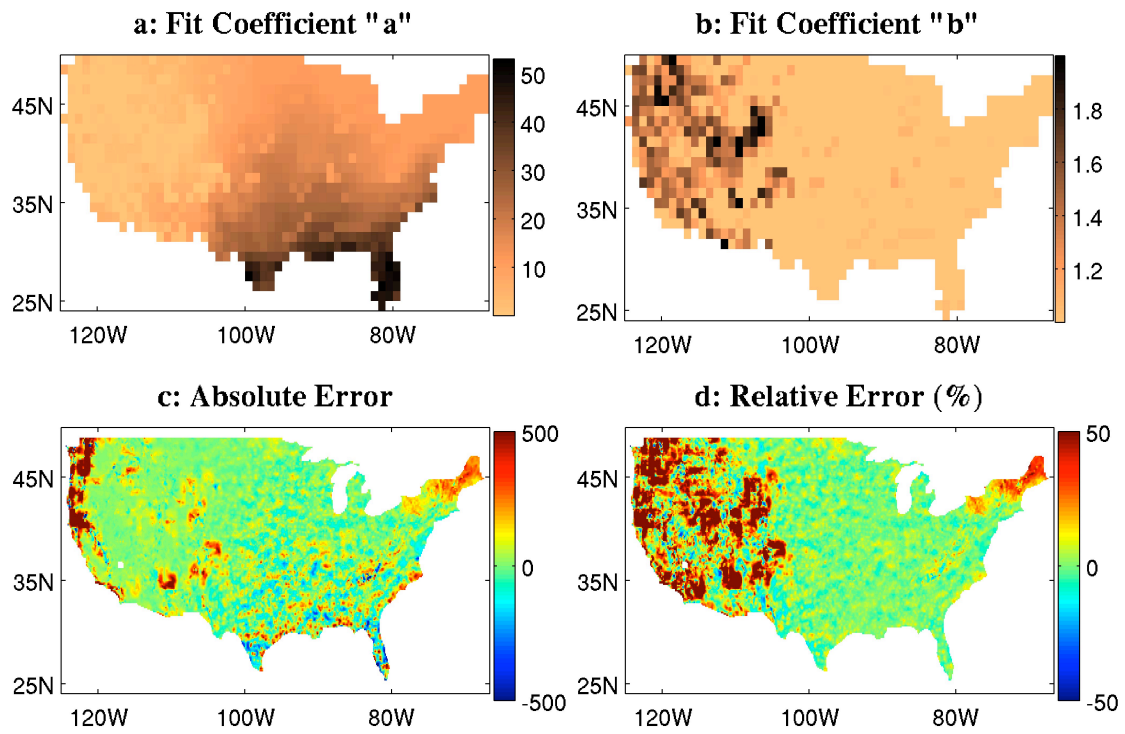 a: Fit Coefficient "a"
45N
35N
25N
120W
100W
80W
50
40
30
20
10
b: Fit Coefficient "b"
45N
35N
25N
120W
100W
80W
1.8
1.6
1.4
1.2
c: Absolute Error
45N
35N
25N
120W
100W
80W
500
0
-500
d: Relative Error (%)
45N
35N
25N
120W
100W
80W
50
0
-50